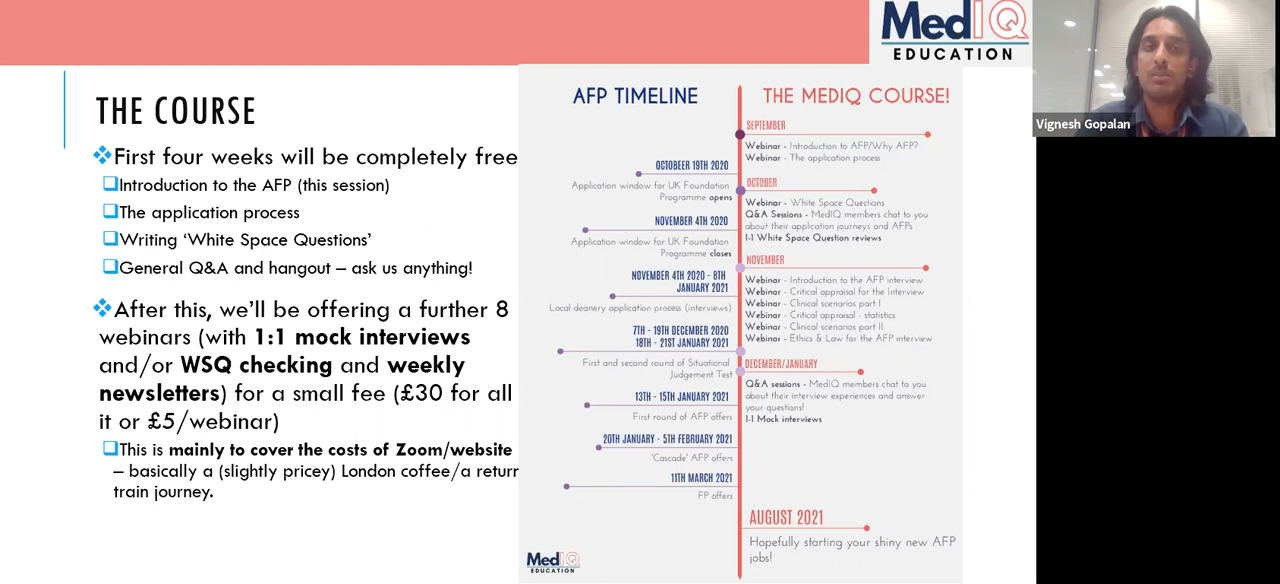 MedIQ
EDUCATION
Vignesh Gopalan
THE COURSE
First four weeks will be completely free
Introduction to the AFP (this session)
The application process
Writing ‘White Space Questions’
General Q&A and hangout – ask us anything!
After this, we’ll be offering a further 8
webinars (with 1:1 mock interviews
and/or WSQ checking and weekly
newsletters) for a small fee (£30 for all
it or £5/webinar)
This is mainly to cover the costs of Zoom/website
– basically a (slightly pricey) London coffee/a return
train journey.
AFP TIMELINE
OCTOBEER 19TH 2020
Application window for UK Foundation
Programme opens
NOVEMBER 4TH 2020
Application window for UK Foundation
Programme closes
NOVEMBER 4TH 2020 - 8TH
JANUARY 2021
Local deanery application process (interviews)
7TH - 19TH DECEMBER 2020
18TH - 21ST JANUARY 2021
First and second round of Situational
Judgement Test
13TH - 15TH JANUARY 2021
First round of AFP offers
20TH JANUARY - 5TH FEBRUARY 2021
'Cascade' AFP offers
11TH MARCH 2021
FP offers
MedIQ
EDUCATION
THE MEDIQ COURSE!
SEPTEMBER
Webinar - Introduction to AFP/Why AFP?
Webinar - The application process
OCTOBER
Webinar - White Space Questions
Q&A Sessions - MedIQ members chat to you
about their application journeys and AFPs
1-1 White Space Question reviews
NOVEMBER
Webinar - Introduction to the AFP interview
Webinar - Critical appraisal for the Interview
Webinar - Clinical scenarios part I
Webinar - Critical appraisal - statistics
Webinar - Clinical scenarios part II
Webinar - Ethics & Law for the AFP interview
DECEMBER/JANUARY
Q&A sessions - MedIQ members chat to you
about their interview experiences and answer
your questions!
1-1 Mock interviews
AUGUST 2021
Hopefully starting your shiny new AFP
jobs!